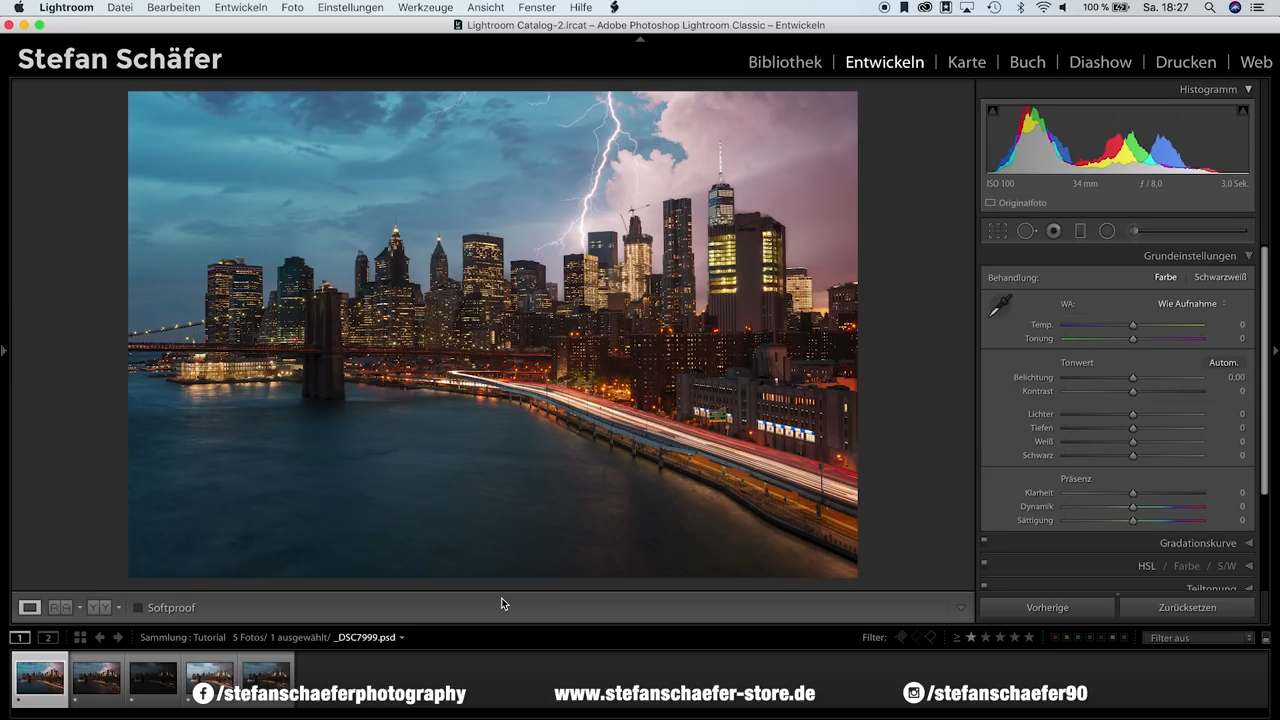 Lightroom Datei Bearbeiten Entwickeln Foto Einstellungen Werkzeuge Ansicht Fenster Hilfe 100 % Sa. 18:27
Lightroom Catalog-2.lrcat – Adobe Photoshop Lightroom Classic – Entwickeln
Stefan Schäfer
Bibliothek | Entwickeln | Karte | Buch | Diashow | Drucken | Web
Histogramm
ISO 100 34 mm ƒ / 8,0 3,0 Sek.
Originalfoto
Grundeinstellungen
Behandlung: Farbe Schwarzweiß
WA: Wie Aufnahme
Temp. 0
Tonung 0
Tonwert Autom.
Belichtung 0,00
Kontrast 0
Lichter 0
Tiefen 0
Weiß 0
Schwarz 0
Präsenz
Klarheit 0
Dynamik 0
Sättigung 0
Gradationskurve
HSL / Farbe / S/W
Teiltonung
RA YY Softproof
Vorherige Zurücksetzen
1 2 Sammlung : Tutorial 5 Fotos/ 1 ausgewählt/ _DSC7999.psd Filter: ≥ Filter aus
/stefanschaeferphotography www.stefanschaefer-store.de /stefanschaefer90